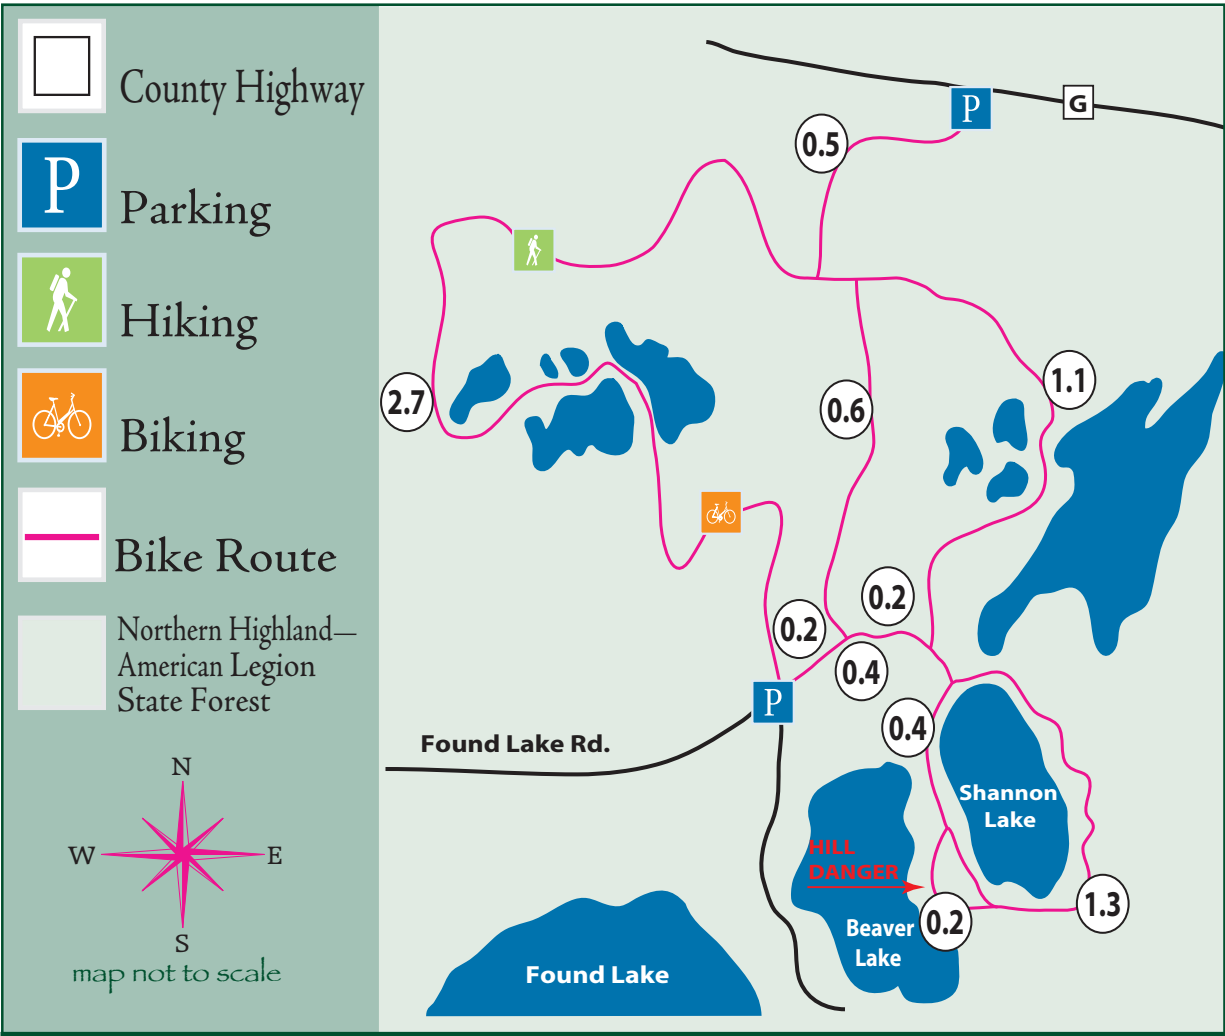 County Highway
P
Parking
Hiking
Biking
Bike Route
Northern Highland—
American Legion
State Forest
N
W
E
S
map not to scale
P
G
0.5
2.7
0.6
1.1
0.2
0.2
0.4
P
0.4
Found Lake Rd.
Shannon
Lake
HILL
DANGER
1.3
0.2
Beaver
Lake
Found Lake